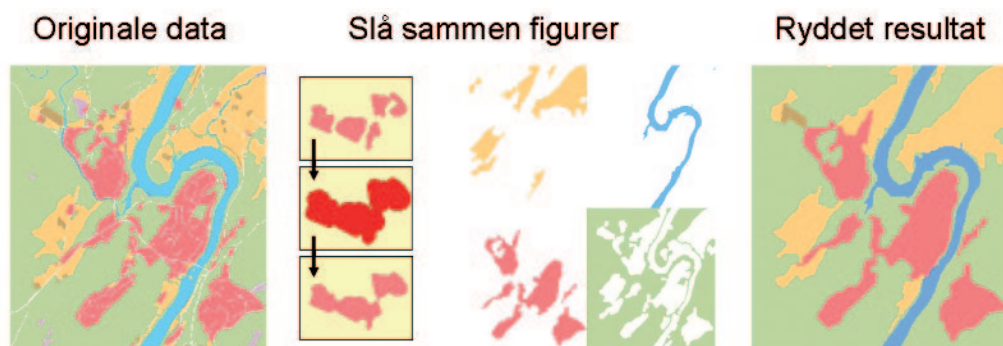 Originale data
Slå sammen figurer
Ryddet resultat